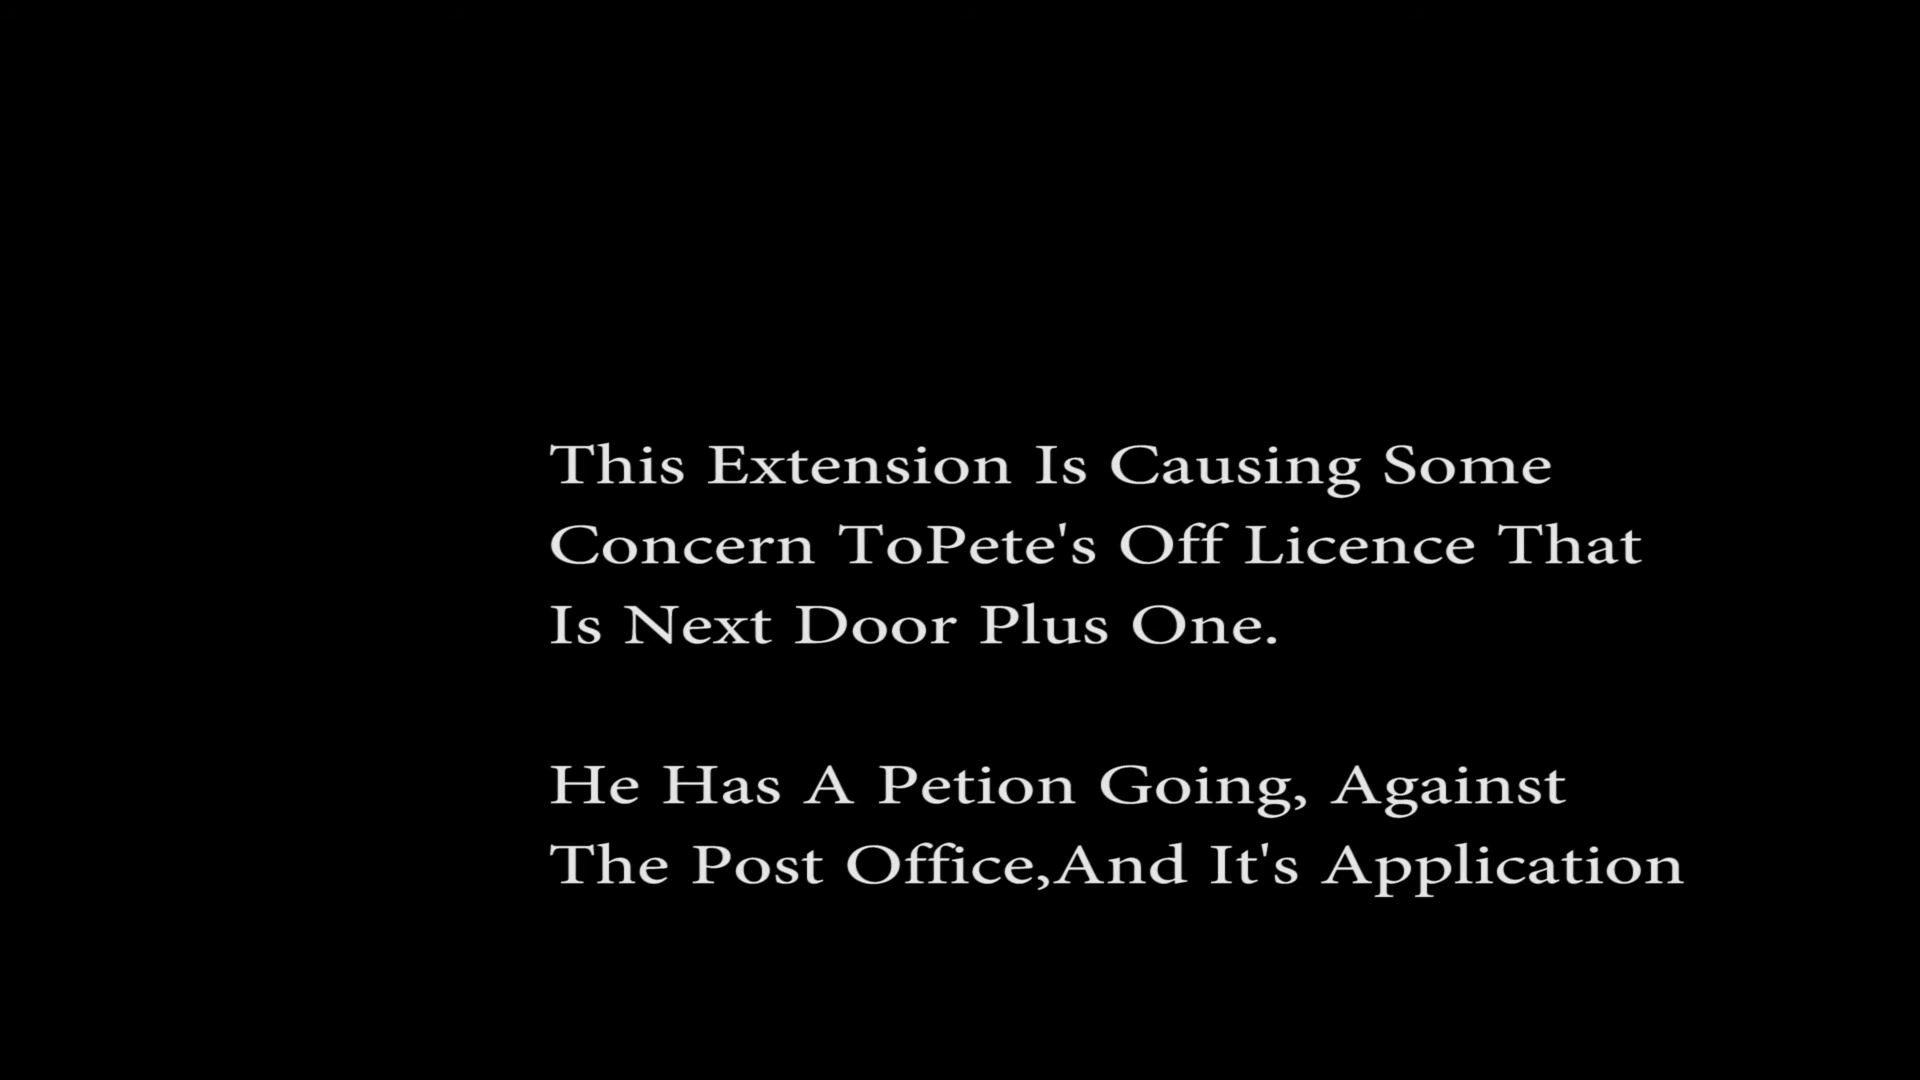 This Extension Is Causing Some
Concern ToPete's Off Licence That
Is Next Door Plus One.
He Has A Petion Going, Against
The Post Office,And It's Application